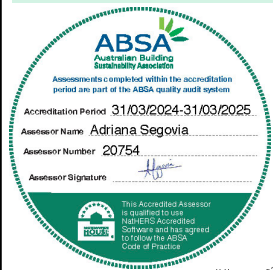 ABSA
Australian Building
Sustainability Association
Assessments completed within the accreditation
period are part of the ABSA quality audit system
Accreditation Period 31/03/2024-31/03/2025
Assessor Name Adriana Segovia
Assessor Number 20754
Assessor Signature
This Accredited Assessor
is qualified to use
NatHERS Accredited
Software and has agreed
to follow the ABSA
Code of Practice
HOUSE